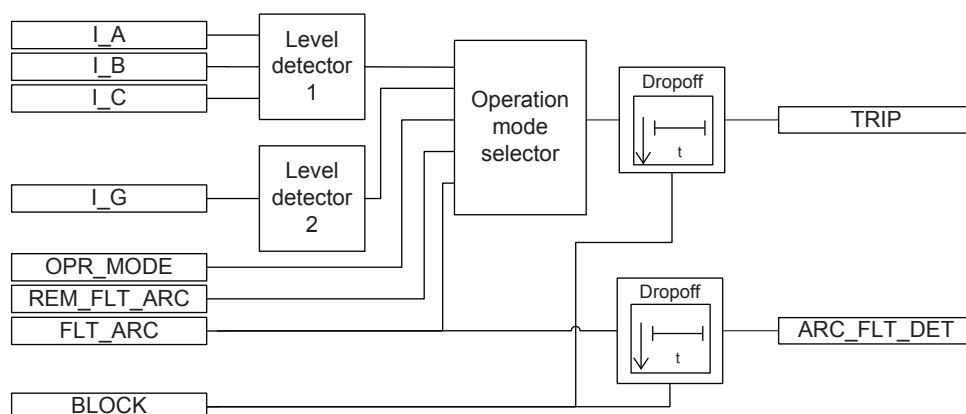 I_A
I_B
I_C
Level
detector
1
I_G
Level
detector
2
OPR_MODE
REM_FLT_ARC
FLT_ARC
BLOCK
Operation
mode
selector
Dropoff
t
TRIP
Dropoff
t
ARC_FLT_DET